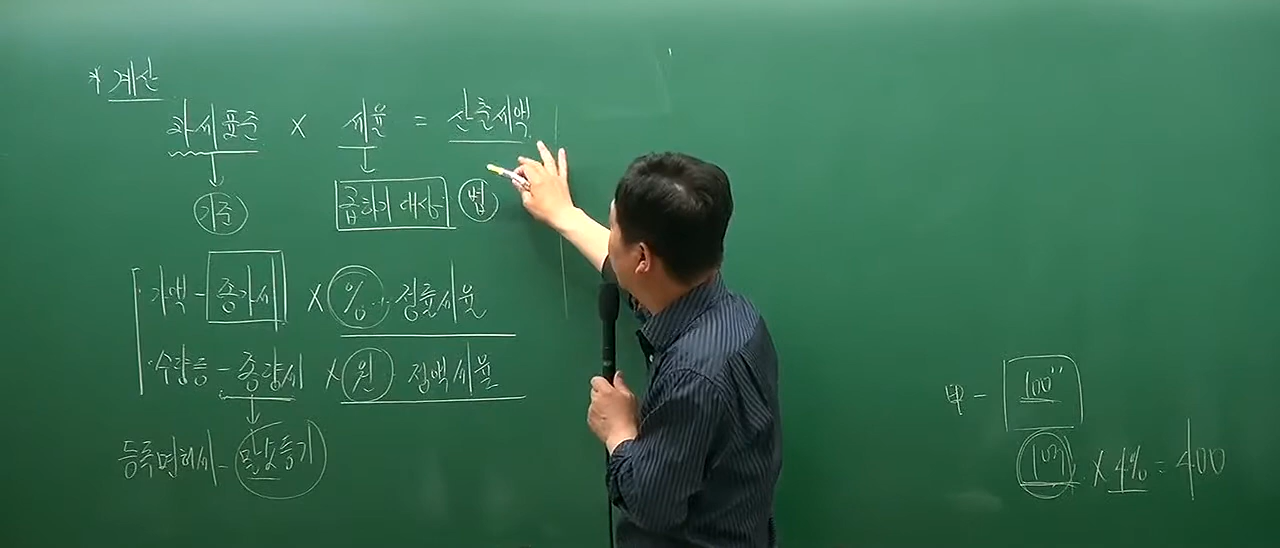 * 계산
과세표준 × 세율 = 산출세액
기준 곱하기 대상 법
가액 - 종가세 × % 정률세율
수량등 - 종량세 × 원 정액세율
등록면허세 - 말소등기
甲 - 100"
1억 × 4% = 400